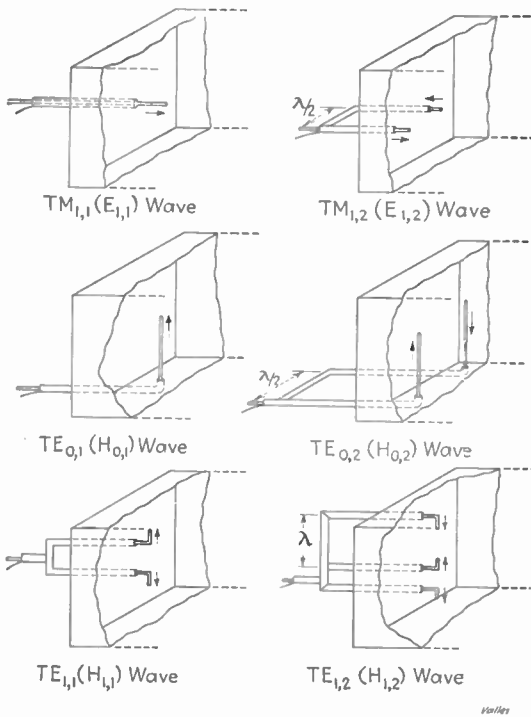 λ/2
TM1,1 (E1,1) Wave
TM1,2 (E1,2) Wave
λ/2
TE0,1 (H0,1) Wave
TE0,2 (H0,2) Wave
λ
TE1,1 (H1,1) Wave
TE1,2 (H1,2) Wave